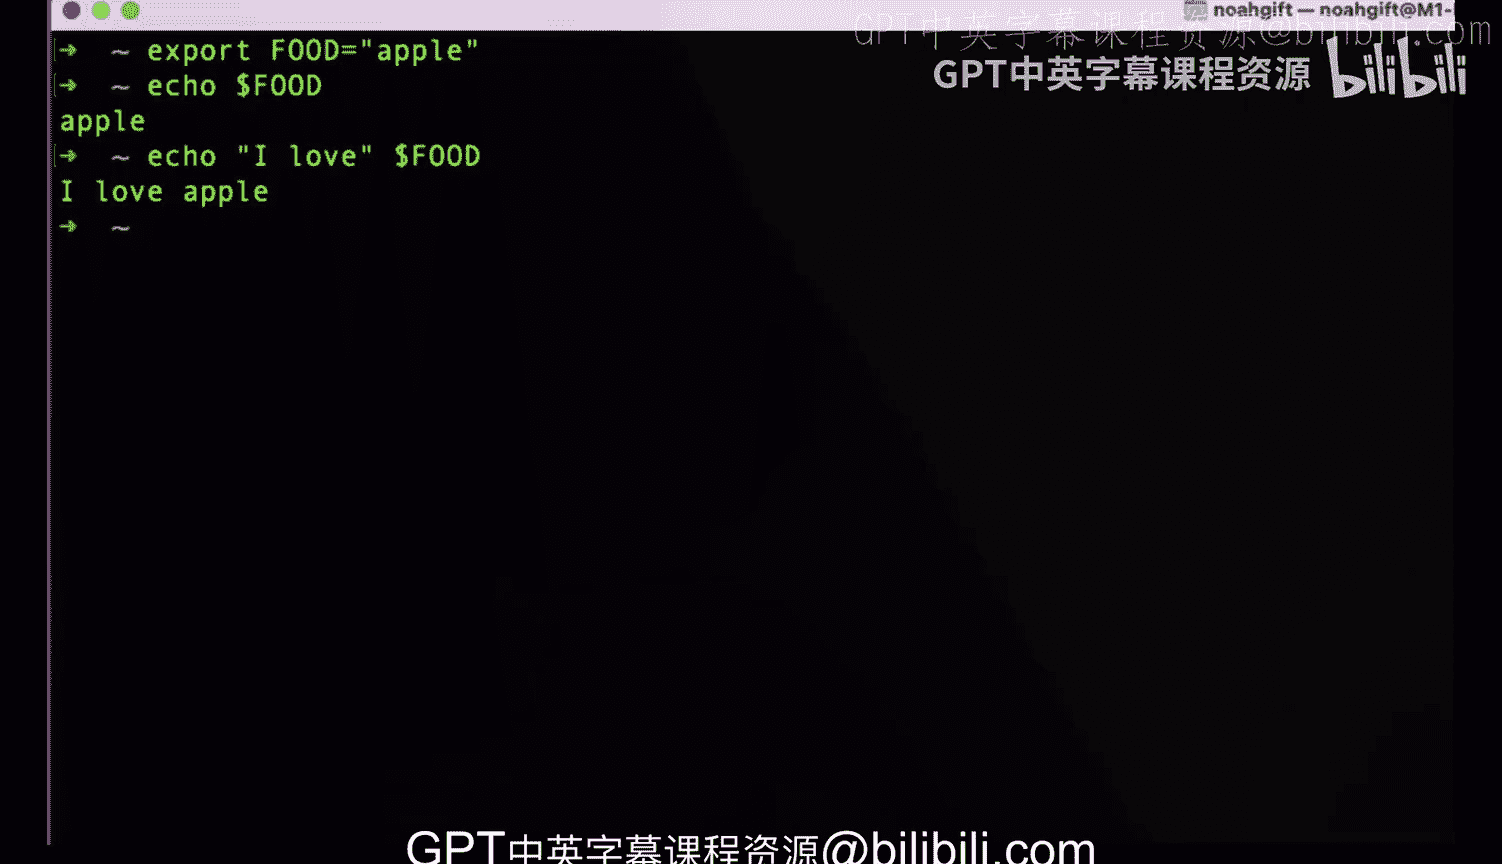 noahgift — noahgift@M1-
GPT中英字幕课程资源@bilibili.com
GPT中英字幕课程资源 bilibili
➜ ~ export FOOD="apple"
➜ ~ echo $FOOD
apple
➜ ~ echo "I love" $FOOD
I love apple
➜ ~
GPT中英字幕课程资源@bilibili.com